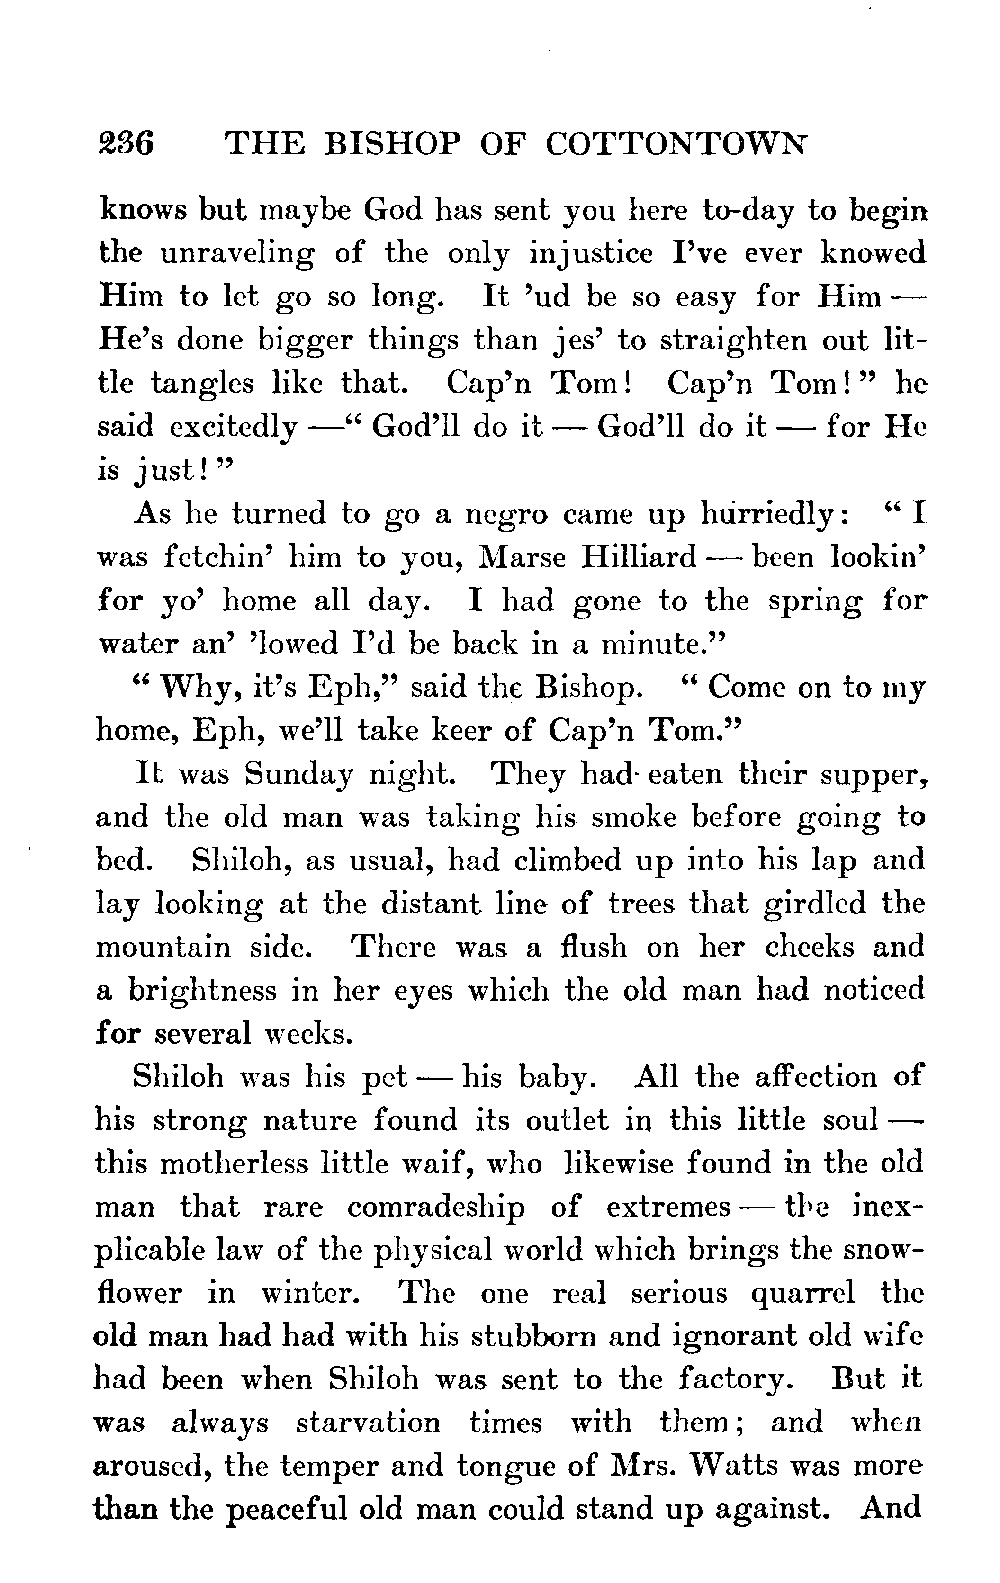 236 THE BISHOP OF COTTONTOWN
knows but maybe God has sent you here to-day to begin
the unraveling of the only injustice I've ever knowed
Him to let go so long. It 'ud be so easy for Him —
He's done bigger things than jes' to straighten out lit-
tle tangles like that. Cap'n Tom! Cap'n Tom!" he
said excitedly —" God'll do it — God'll do it — for He
is just!"
As he turned to go a negro came up hurriedly: " I
was fetchin' him to you, Marse Hilliard — been lookin'
for yo' home all day. I had gone to the spring for
water an' 'lowed I'd be back in a minute."
" Why, it's Eph," said the Bishop. " Come on to my
home, Eph, we'll take keer of Cap'n Tom."
It was Sunday night. They had eaten their supper,
and the old man was taking his smoke before going to
bed. Shiloh, as usual, had climbed up into his lap and
lay looking at the distant line of trees that girdled the
mountain side. There was a flush on her cheeks and
a brightness in her eyes which the old man had noticed
for several weeks.
Shiloh was his pet — his baby. All the affection of
his strong nature found its outlet in this little soul —
this motherless little waif, who likewise found in the old
man that rare comradeship of extremes — the inex-
plicable law of the physical world which brings the snow-
flower in winter. The one real serious quarrel the
old man had had with his stubborn and ignorant old wife
had been when Shiloh was sent to the factory. But it
was always starvation times with them; and when
aroused, the temper and tongue of Mrs. Watts was more
than the peaceful old man could stand up against. And